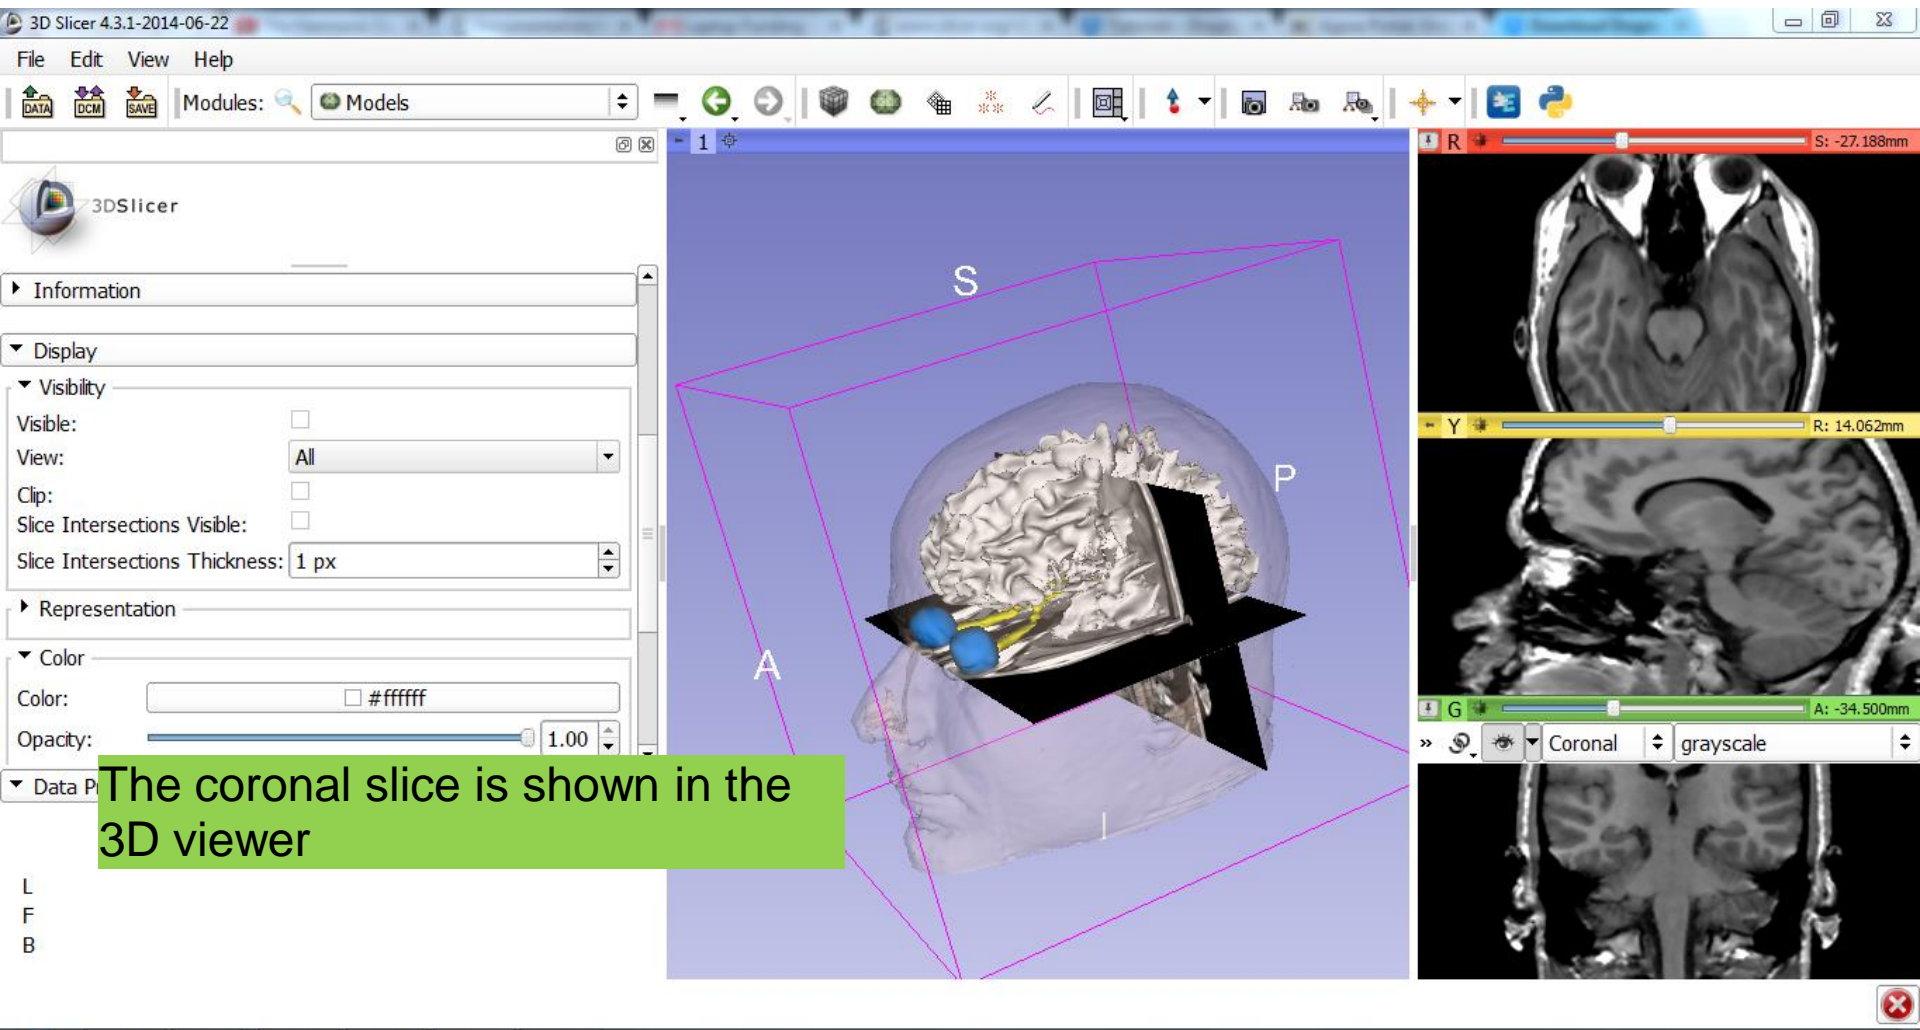 3D Slicer 4.3.1-2014-06-22
File Edit View Help
DATA DCM SAVE Modules: Models
1
R S: -27.188mm
3DSlicer
Information
Display
Visibility
Visible:
View: All
Clip:
Slice Intersections Visible:
Slice Intersections Thickness: 1 px
Representation
Color
Color: #ffffff
Opacity: 1.00
Data P
The coronal slice is shown in the
3D viewer
L
F
B
S
P
A
I
Y R: 14.062mm
G A: -34.500mm
» Coronal grayscale